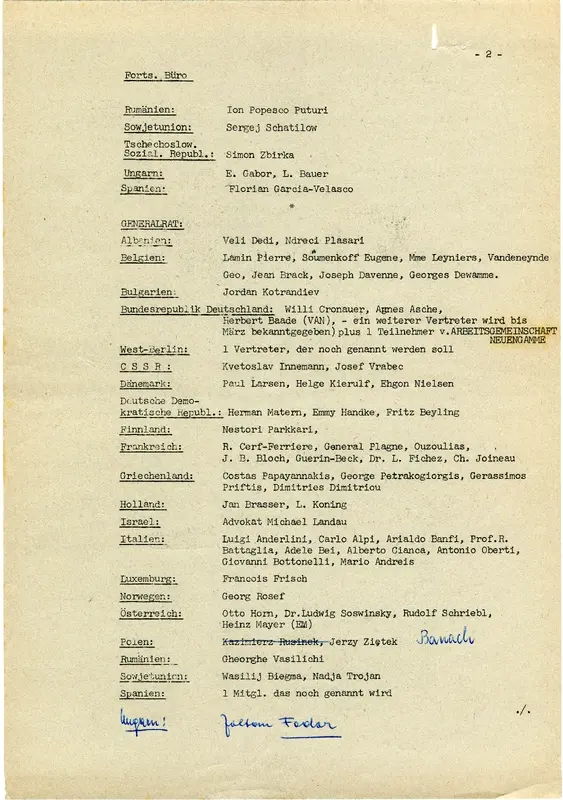 - 2 -
Forts. Büro
Rumänien: Ion Popesco Puturi
Sowjetunion: Sergej Schatilow
Tschechoslow.
Sozial. Republ.: Simon Zbirka
Ungarn: E. Gabor, L. Bauer
Spanien: Florian Garcia-Velasco
*
GENERALRAT:
Albanien: Veli Dedi, Ndreci Plasari
Belgien: Lamin Pierre, Soumenkoff Eugene, Mme Leyniers, Vandeneynde
Geo, Jean Brack, Joseph Davenne, Georges Dewamme.
Bulgarien: Jordan Kotrandiev
Bundesrepublik Deutschland: Willi Cronauer, Agnes Asche,
Herbert Baade (VAN), - ein weiterer Vertreter wird bis
März bekanntgegeben) plus 1 Teilnehmer v.ARBEITSGEMEINSCHAFT
NEUENGAMME
West-Berlin: 1 Vertreter, der noch genannt werden soll
C S S R : Kvetoslav Innemann, Josef Vrabec
Dänemark: Paul Larsen, Helge Kierulf, Ehgon Nielsen
Deutsche Demo-
kratische Republ.: Herman Matern, Emmy Handke, Fritz Beyling
Finnland: Nestori Parkkari,
Frankreich: R. Cerf-Ferriere, General Plagne, Ouzoulias,
J. B. Bloch, Guerin-Beck, Dr. L. Fichez, Ch. Joineau
Griechenland: Costas Papayannakis, George Petrakogiorgis, Gerassimos
Priftis, Dimitries Dimitriou
Holland: Jan Brasser, L. Koning
Israel: Advokat Michael Landau
Italien: Luigi Anderlini, Carlo Alpi, Arialdo Banfi, Prof.R.
Battaglia, Adele Bei, Alberto Cianca, Antonio Oberti,
Giovanni Bottonelli, Mario Andreis
Luxemburg: Francois Frisch
Norwegen: Georg Rosef
Österreich: Otto Horn, Dr.Ludwig Soswinsky, Rudolf Schriebl,
Heinz Mayer (EM)
Polen: Kazimierz Rusinek, Jerzy Ziętek Banach
Rumänien: Gheorghe Vasilichi
Sowjetunion: Wasilij Biegma, Nadja Trojan
Spanien: 1 Mitgl. das noch genannt wird
./.
Ungarn: Zoltan Fodor